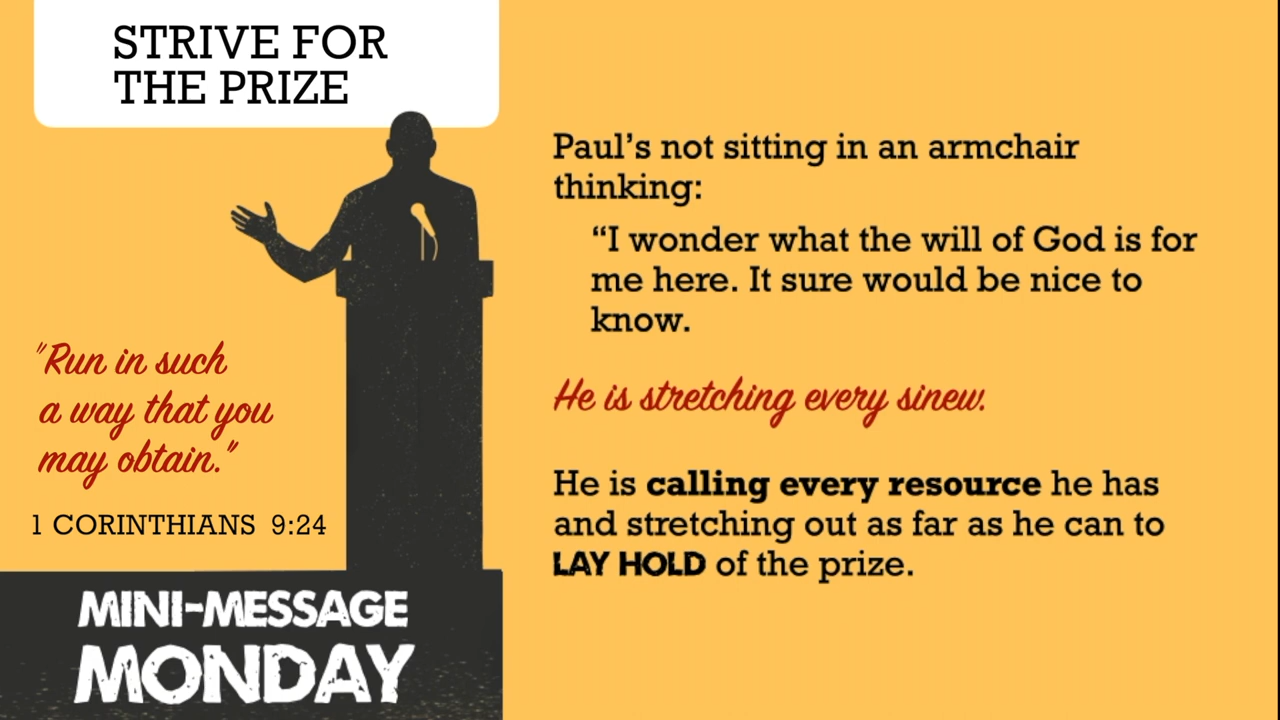 STRIVE FOR
THE PRIZE
"Run in such
a way that you
may obtain."
1 CORINTHIANS 9:24
MINI-MESSAGE
MONDAY
Paul’s not sitting in an armchair
thinking:
“I wonder what the will of God is for
me here. It sure would be nice to
know.
He is stretching every sinew.
He is calling every resource he has
and stretching out as far as he can to
LAY HOLD of the prize.